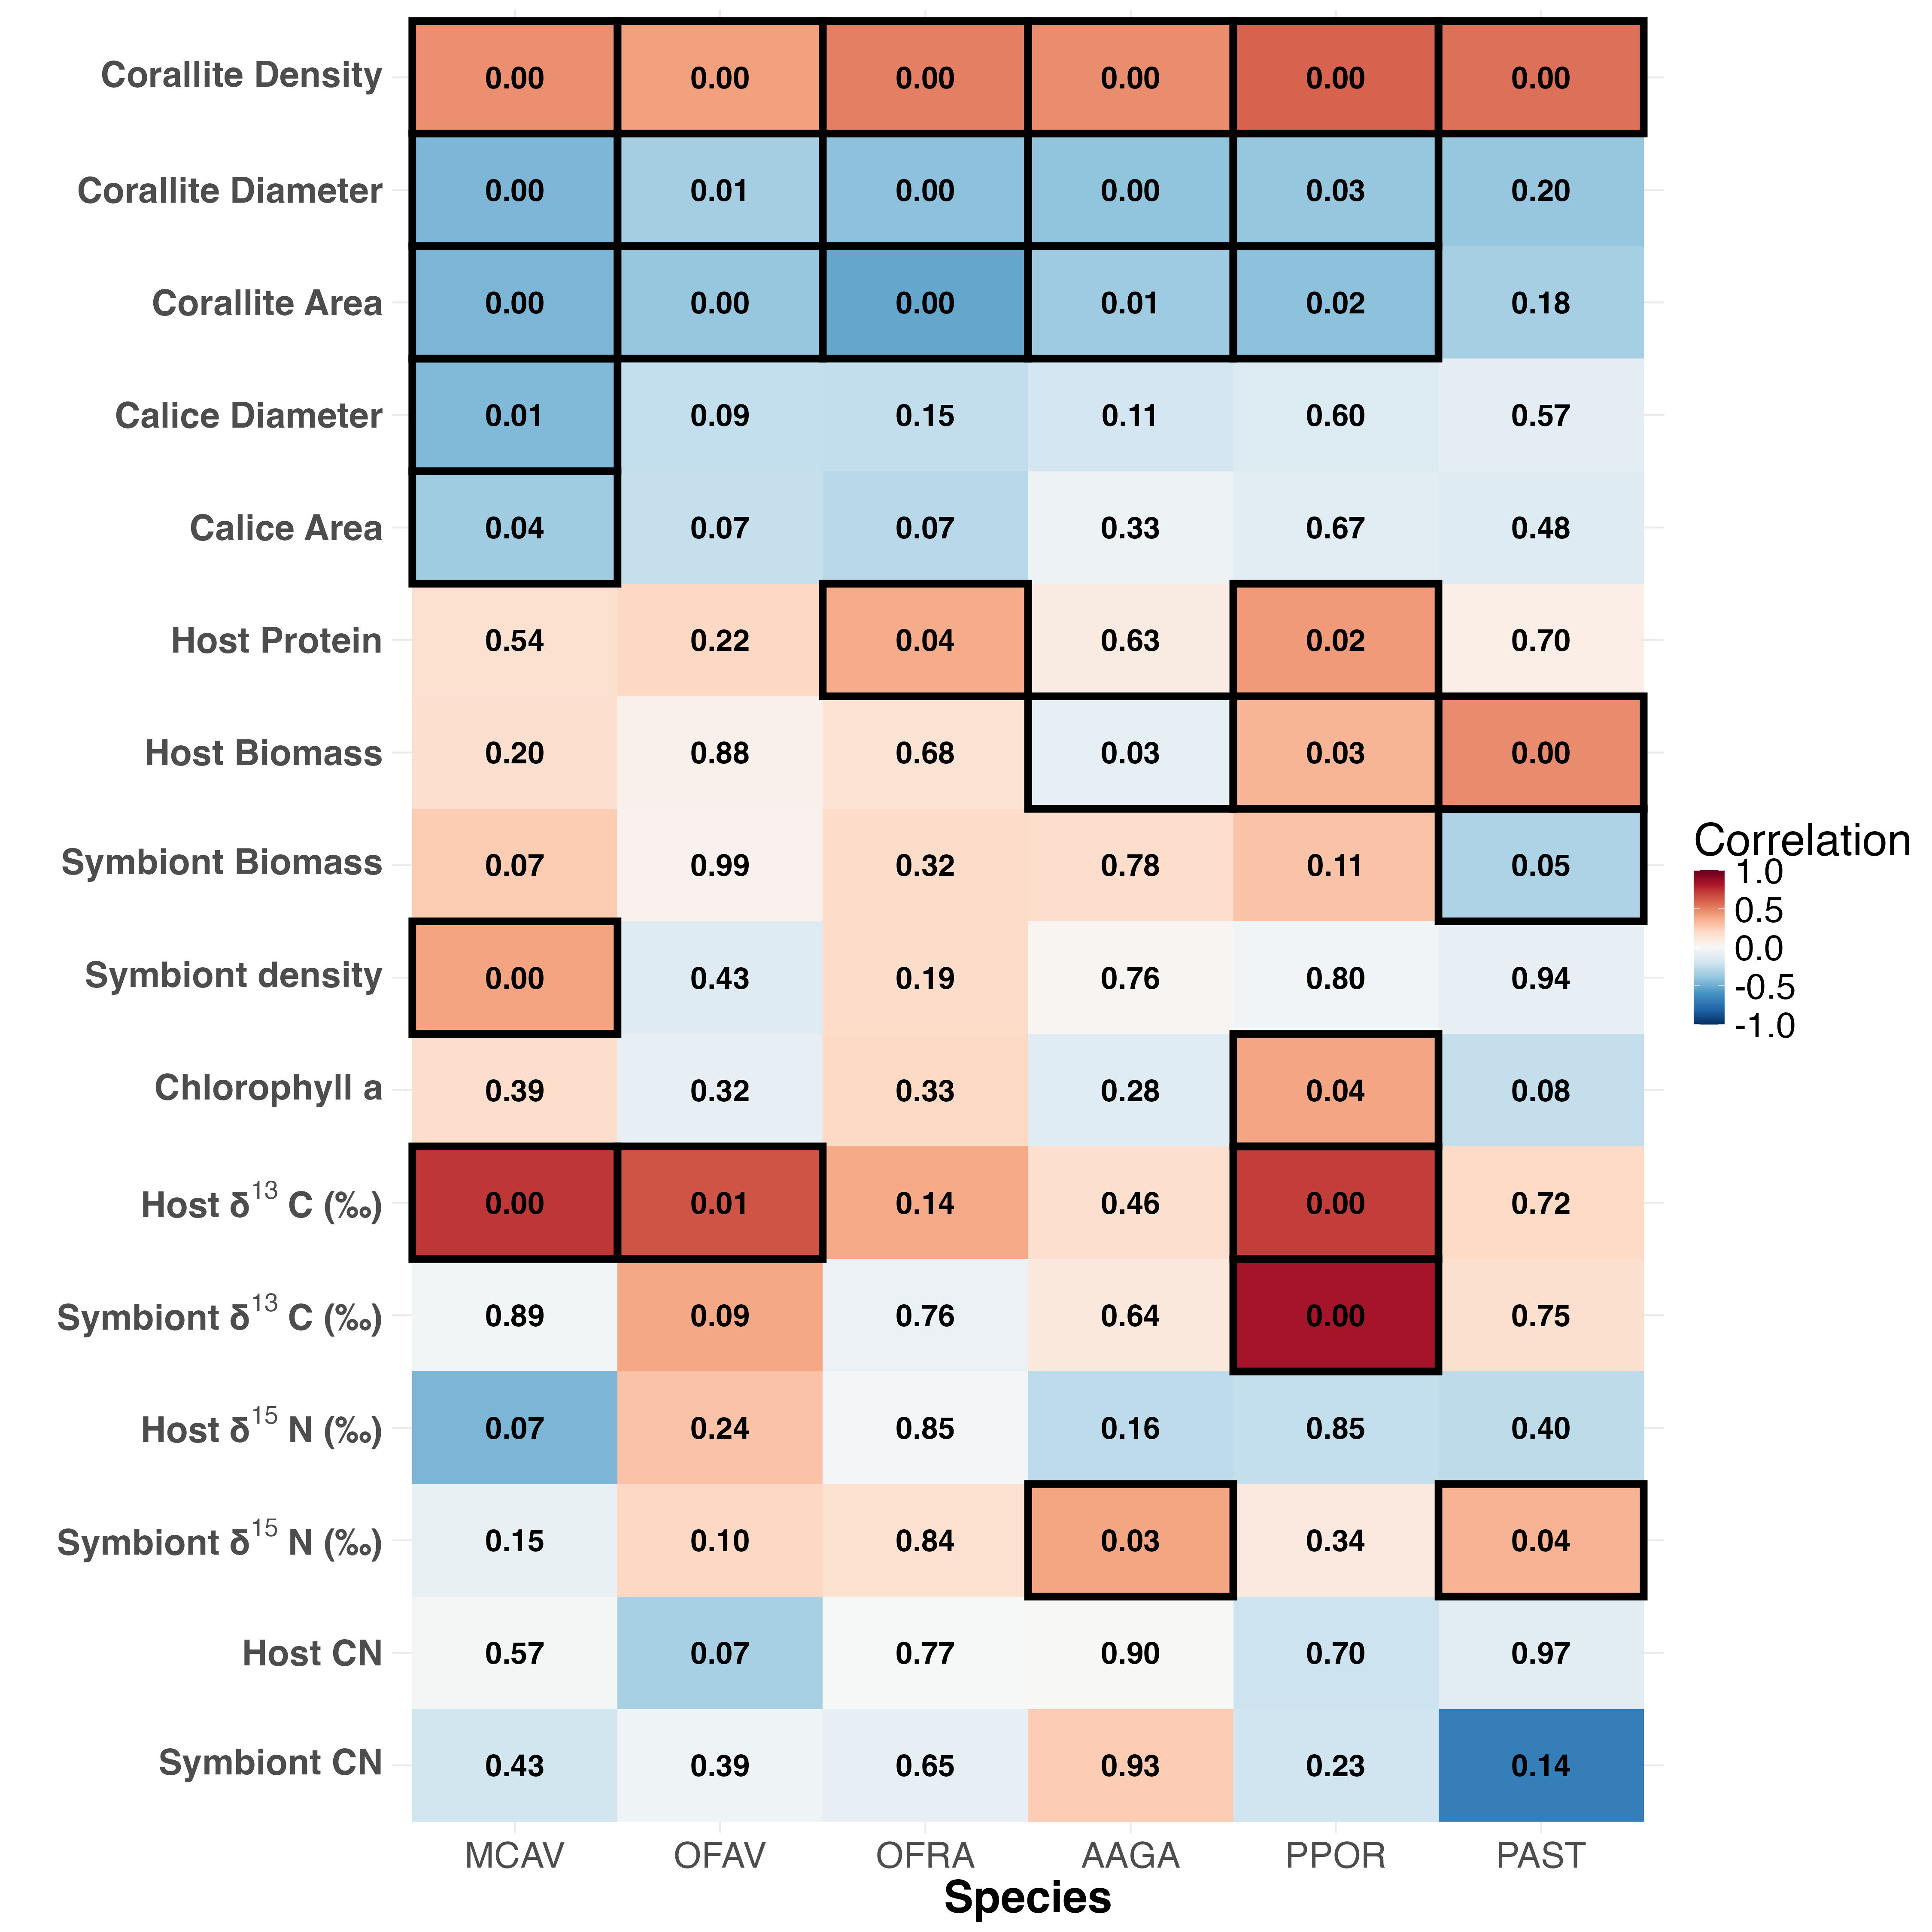 Corallite Density 0.00 0.00 0.00 0.00 0.00 0.00
Corallite Diameter 0.00 0.01 0.00 0.00 0.03 0.20
Corallite Area 0.00 0.00 0.00 0.01 0.02 0.18
Calice Diameter 0.01 0.09 0.15 0.11 0.60 0.57
Calice Area 0.04 0.07 0.07 0.33 0.67 0.48
Host Protein 0.54 0.22 0.04 0.63 0.02 0.70
Host Biomass 0.20 0.88 0.68 0.03 0.03 0.00
Symbiont Biomass 0.07 0.99 0.32 0.78 0.11 0.05
Symbiont density 0.00 0.43 0.19 0.76 0.80 0.94
Chlorophyll a 0.39 0.32 0.33 0.28 0.04 0.08
Host δ¹³ C (‰) 0.00 0.01 0.14 0.46 0.00 0.72
Symbiont δ¹³ C (‰) 0.89 0.09 0.76 0.64 0.00 0.75
Host δ¹⁵ N (‰) 0.07 0.24 0.85 0.16 0.85 0.40
Symbiont δ¹⁵ N (‰) 0.15 0.10 0.84 0.03 0.34 0.04
Host CN 0.57 0.07 0.77 0.90 0.70 0.97
Symbiont CN 0.43 0.39 0.65 0.93 0.23 0.14
MCAV OFAV OFRA AAGA PPOR PAST
Species
Correlation
1.0
0.5
0.0
-0.5
-1.0